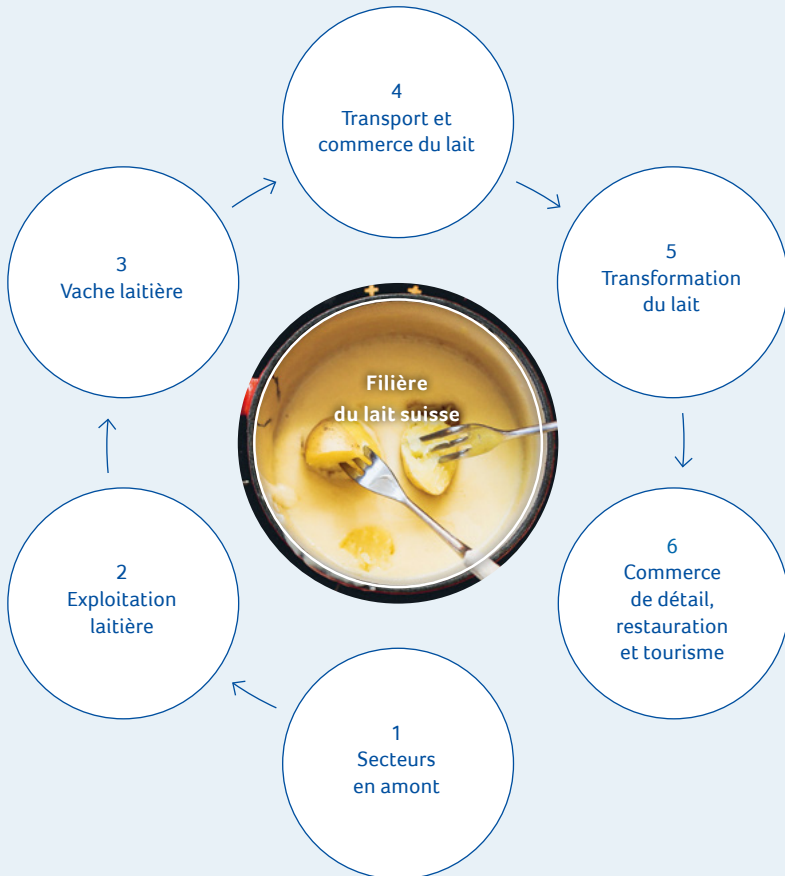 4
Transport et
commerce du lait
3
Vache laitière
5
Transformation
du lait
Filière
du lait suisse
2
Exploitation
laitière
6
Commerce
de détail,
restauration
et tourisme
1
Secteurs
en amont